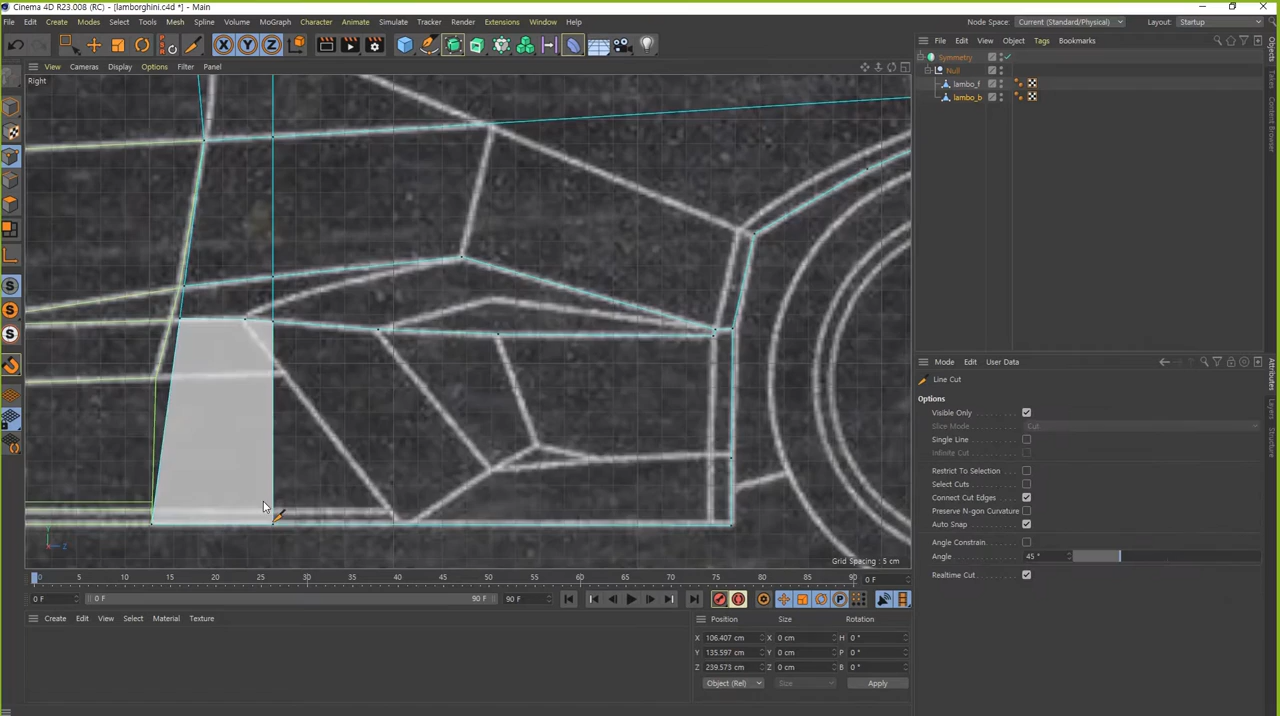 Cinema 4D R23.008 (RC) - [lamborghini.c4d *] - Main
File Edit Create Modes Select Tools Mesh Spline Volume MoGraph Character Animate Simulate Tracker Render Extensions Window Help
Node Space: Current (Standard/Physical) Layout: Startup
View Cameras Display Options Filter Panel
Right
Grid Spacing : 5 cm
File Edit View Object Tags Bookmarks
Symmetry
Null
lambo_f
lambo_b
Objects
Takes
Content Browser
Mode Edit User Data
Line Cut
Options
Visible Only
Slice Mode Cut
Single Line
Infinite Cut
Restrict To Selection
Select Cuts
Connect Cut Edges
Preserve N-gon Curvature
Auto Snap
Angle Constrain
Angle 45 °
Realtime Cut
Attributes
Layers
Structure
0 5 10 15 20 25 30 35 40 45 50 55 60 65 70 75 80 85 90 0 F
0 F 0 F 90 F 90 F
Create Edit View Select Material Texture
Position Size Rotation
X 106.407 cm X 0 cm H 0 °
Y 135.597 cm Y 0 cm P 0 °
Z 239.573 cm Z 0 cm B 0 °
Object (Rel) Size Apply